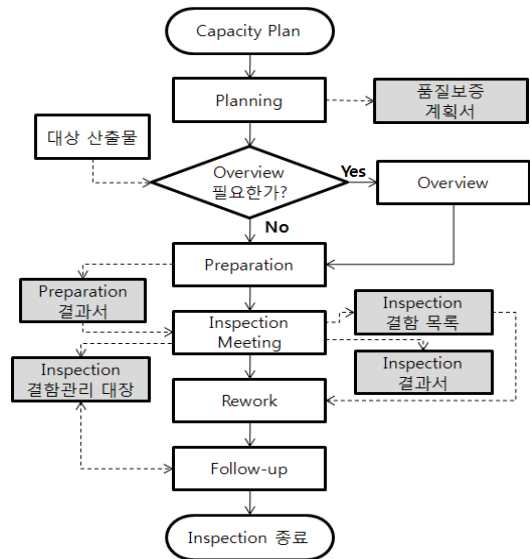 Capacity Plan
Planning
품질보증
계획서
대상 산출물
Overview
필요한가?
Yes
Overview
No
Preparation
Preparation
결과서
Inspection
결함 목록
Inspection
Meeting
Inspection
결함관리 대장
Inspection
결과서
Rework
Follow-up
Inspection 종료